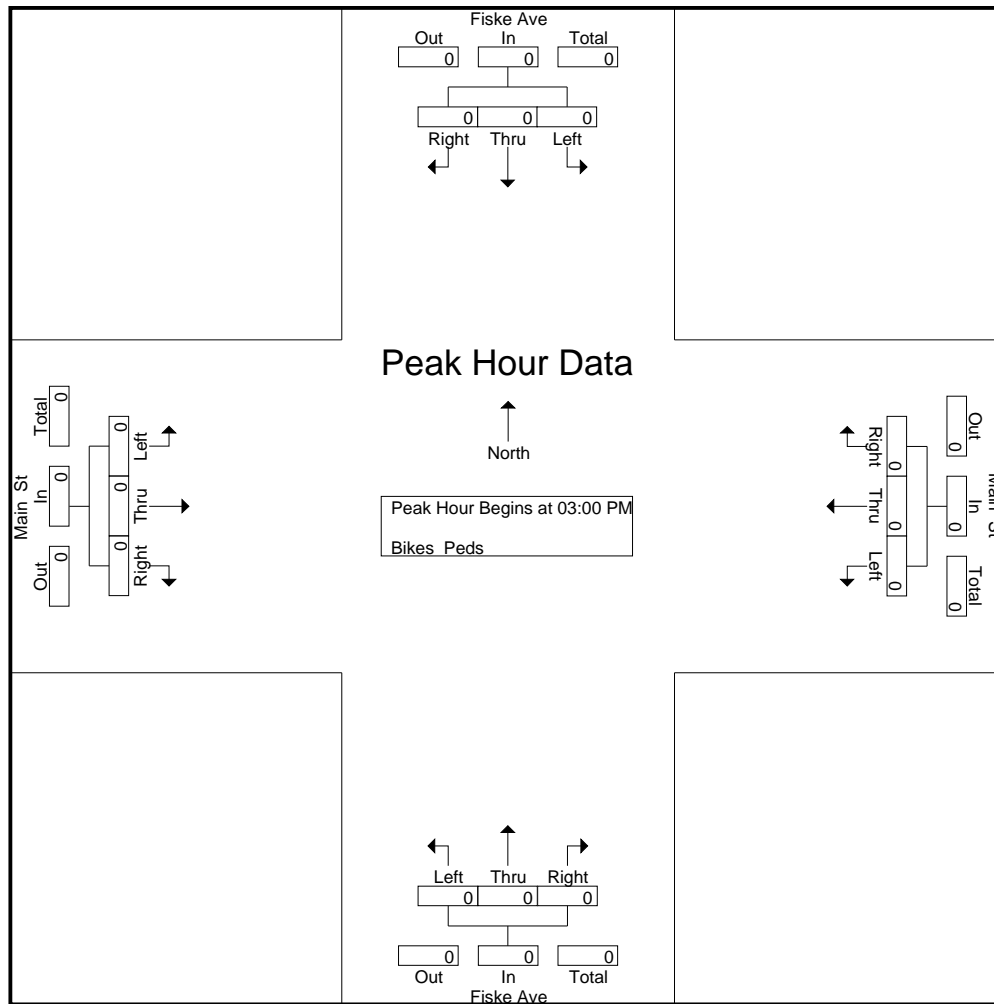 Fiske Ave
Out In Total
0 0 0
0 0 0
Right Thru Left
Peak Hour Data
North
Peak Hour Begins at 03:00 PM
Bikes Peds
Main St
Total In Out
0 0 0
0 0 0
Left Thru Right
Right Thru Left
0 0 0
0 0 0
Out In Total
Main St
Left Thru Right
0 0 0
0 0 0
Out In Total
Fiske Ave